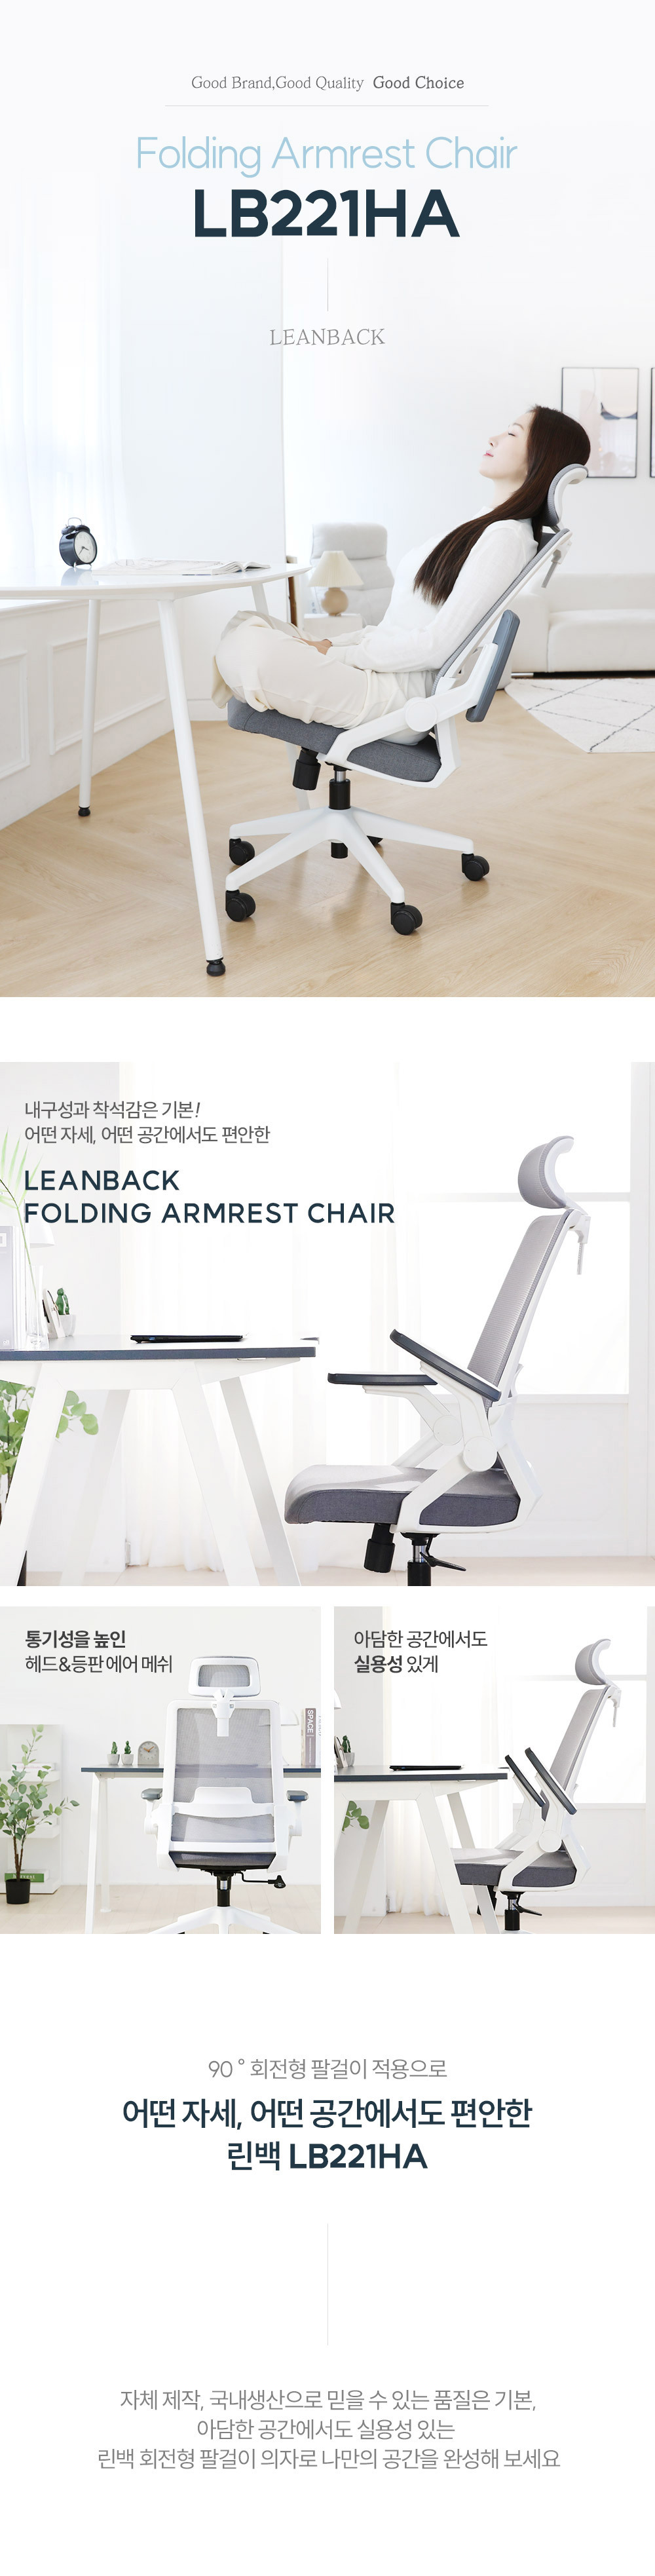 Good Brand,Good Quality Good Choice
Folding Armrest Chair
LB221HA
LEANBACK
내구성과 착석감은 기본!
어떤 자세, 어떤 공간에서도 편안한
LEANBACK
FOLDING ARMREST CHAIR
통기성을 높인
헤드&등판 에어 메쉬
SPACE
아담한 공간에서도
실용성 있게
90 ° 회전형 팔걸이 적용으로
어떤 자세, 어떤 공간에서도 편안한
린백 LB221HA
자체 제작, 국내생산으로 믿을 수 있는 품질은 기본,
아담한 공간에서도 실용성 있는
린백 회전형 팔걸이 의자로 나만의 공간을 완성해 보세요